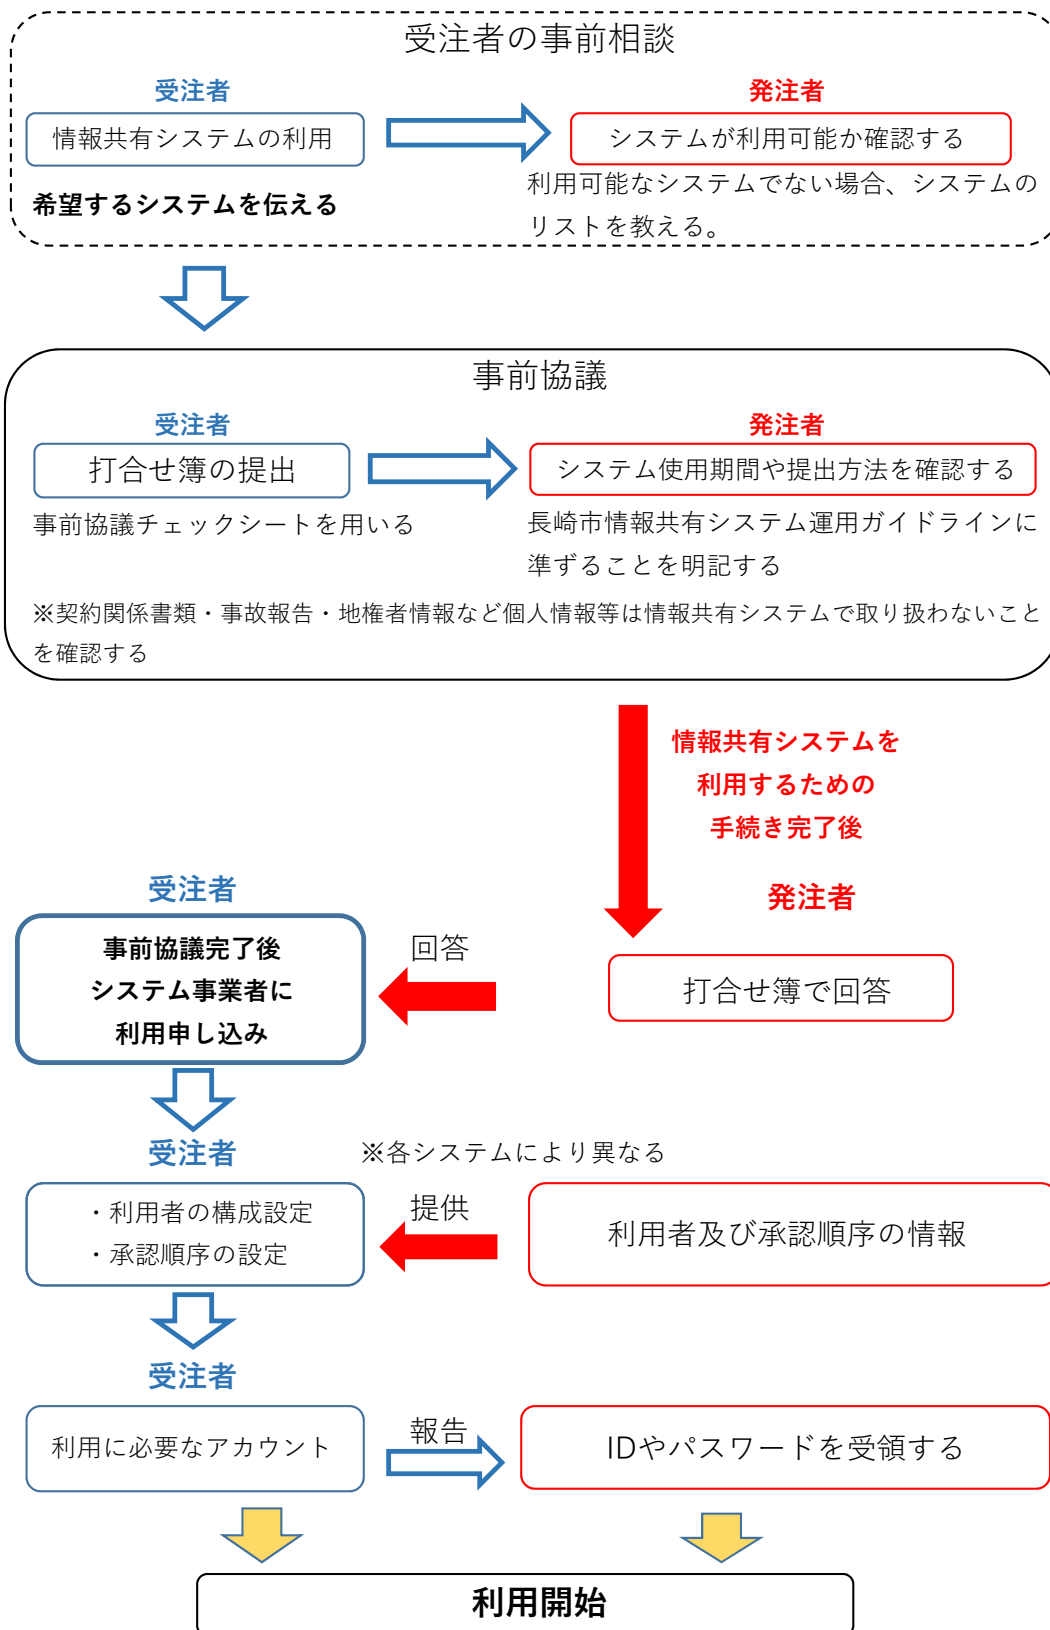 受注者の事前相談
受注者
発注者
情報共有システムの利用
システムが利用可能か確認する
希望するシステムを伝える
利用可能なシステムでない場合、システムの
リストを教える。
事前協議
受注者
発注者
打合せ簿の提出
システム使用期間や提出方法を確認する
事前協議チェックシートを用いる
長崎市情報共有システム運用ガイドラインに
準ずることを明記する
※契約関係書類・事故報告・地権者情報など個人情報等は情報共有システムで取り扱わないこと
を確認する
情報共有システムを
利用するための
手続き完了後
受注者
発注者
事前協議完了後
システム事業者に
利用申し込み
回答
打合せ簿で回答
受注者
※各システムにより異なる
・利用者の構成設定
・承認順序の設定
提供
利用者及び承認順序の情報
受注者
利用に必要なアカウント
報告
IDやパスワードを受領する
利用開始